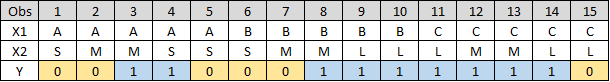 Obs 1 2 3 4 5 6 7 8 9 10 11 12 13 14 15
X1 A A A A A B B B B B C C C C C
X2 S M M S S S M M L L L M M L L
Y 0 0 1 1 0 0 0 1 1 1 1 1 1 1 0